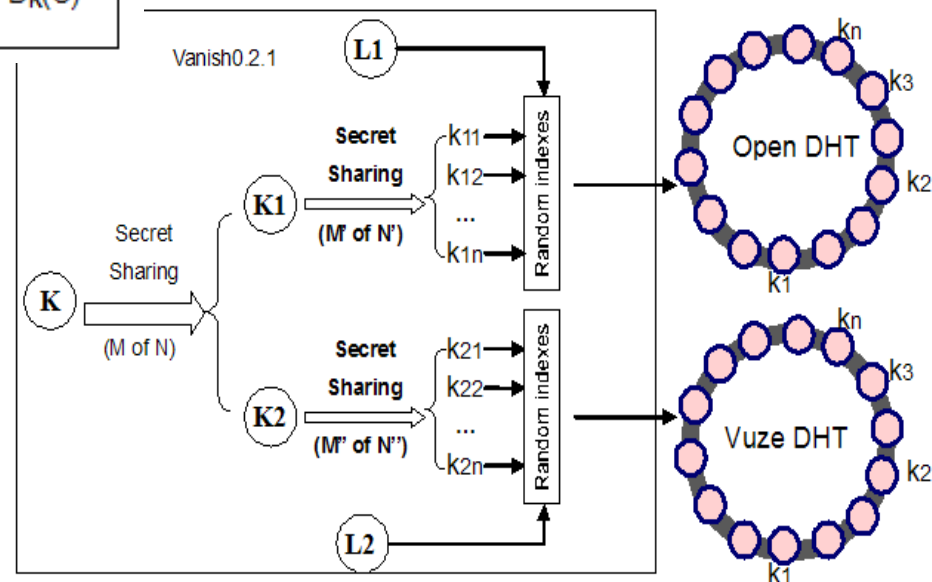 Dk(C)
Vanish0.2.1
L1
Secret
Sharing
(M' of N')
K1
k11
k12
...
k1n
Random indexes
Secret
Sharing
(M of N)
K
K2
Secret
Sharing
(M'' of N'')
k21
k22
...
k2n
Random indexes
L2
kn
k3
Open DHT
k2
k1
kn
k3
Vuze DHT
k2
k1